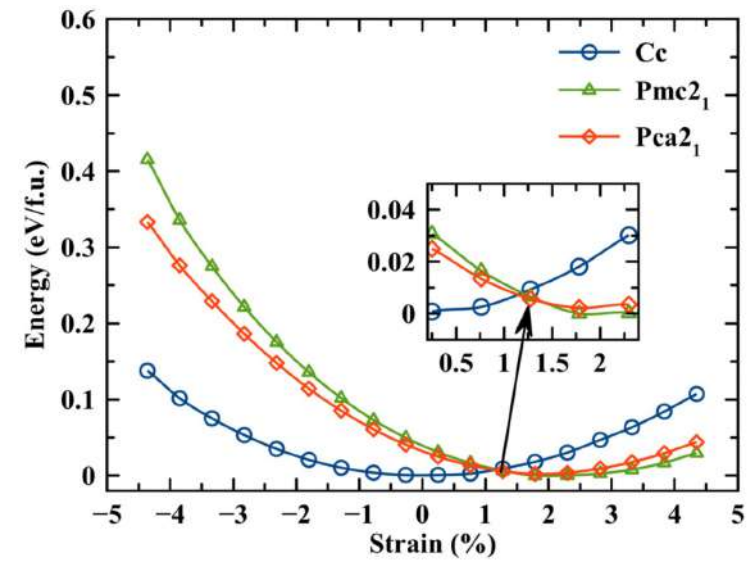 0.6
0.5
0.4
0.3
0.2
0.1
0
Energy (eV/f.u.)
Cc
Pmc2₁
Pca2₁
0.04
0.02
0
0.5 1 1.5 2
−5 −4 −3 −2 −1 0 1 2 3 4 5
Strain (%)